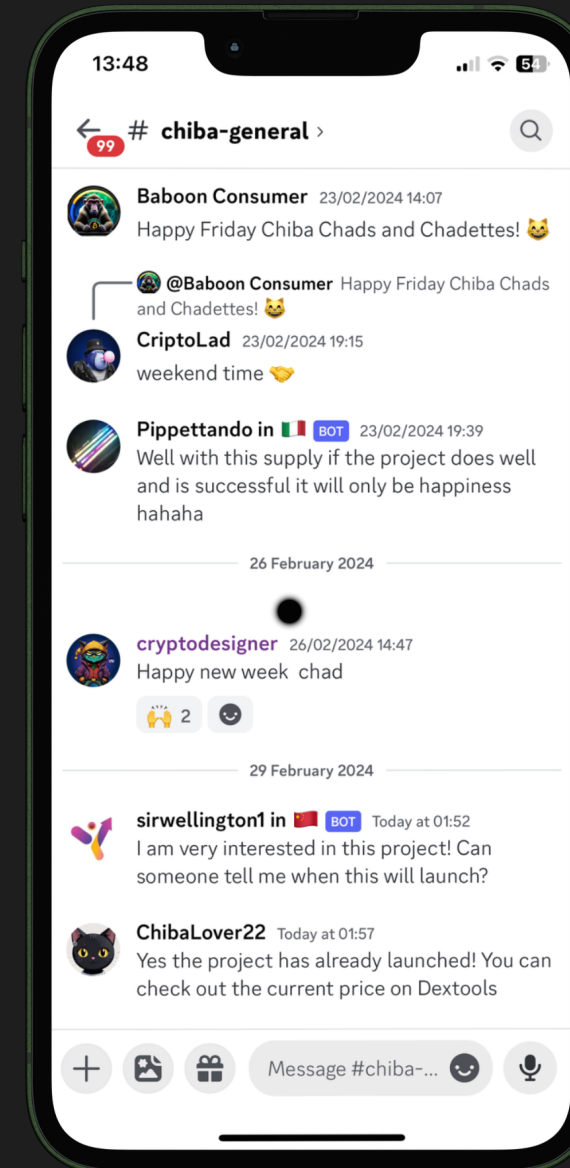 13:48
54
99
# chiba-general ›
Baboon Consumer 23/02/2024 14:07
Happy Friday Chiba Chads and Chadettes! 😺
@Baboon Consumer Happy Friday Chiba Chads
and Chadettes! 😺
CriptoLad 23/02/2024 19:15
weekend time 🤝
Pippettando in 🇮🇹 BOT 23/02/2024 19:39
Well with this supply if the project does well
and is successful it will only be happiness
hahaha
26 February 2024
cryptodesigner 26/02/2024 14:47
Happy new week chad
🙌 2
29 February 2024
sirwellington1 in 🇨🇳 BOT Today at 01:52
I am very interested in this project! Can
someone tell me when this will launch?
ChibaLover22 Today at 01:57
Yes the project has already launched! You can
check out the current price on Dextools
Message #chiba-...